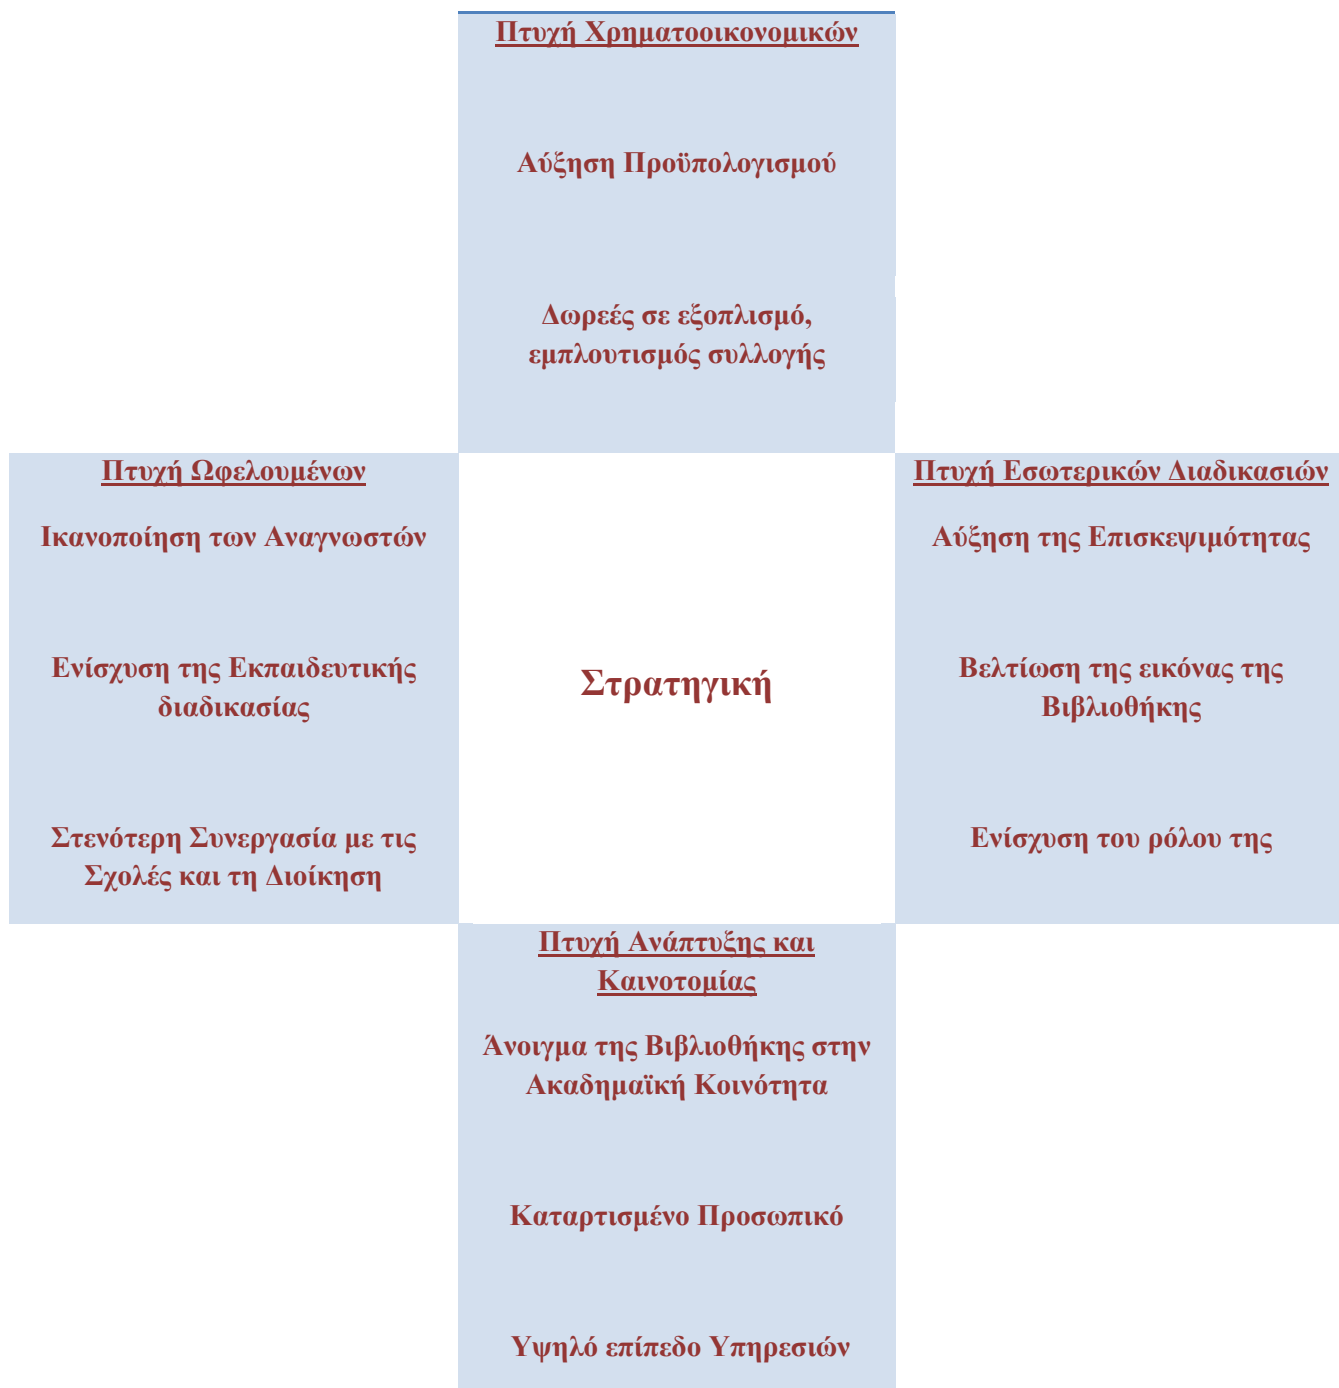 Πτυχή Χρηματοοικονομικών
Αύξηση Προϋπολογισμού
Δωρεές σε εξοπλισμό,
εμπλουτισμός συλλογής
Πτυχή Ωφελουμένων
Ικανοποίηση των Αναγνωστών
Ενίσχυση της Εκπαιδευτικής
διαδικασίας
Στενότερη Συνεργασία με τις
Σχολές και τη Διοίκηση
Στρατηγική
Πτυχή Εσωτερικών Διαδικασιών
Αύξηση της Επισκεψιμότητας
Βελτίωση της εικόνας της
Βιβλιοθήκης
Ενίσχυση του ρόλου της
Πτυχή Ανάπτυξης και
Καινοτομίας
Άνοιγμα της Βιβλιοθήκης στην
Ακαδημαϊκή Κοινότητα
Καταρτισμένο Προσωπικό
Υψηλό επίπεδο Υπηρεσιών